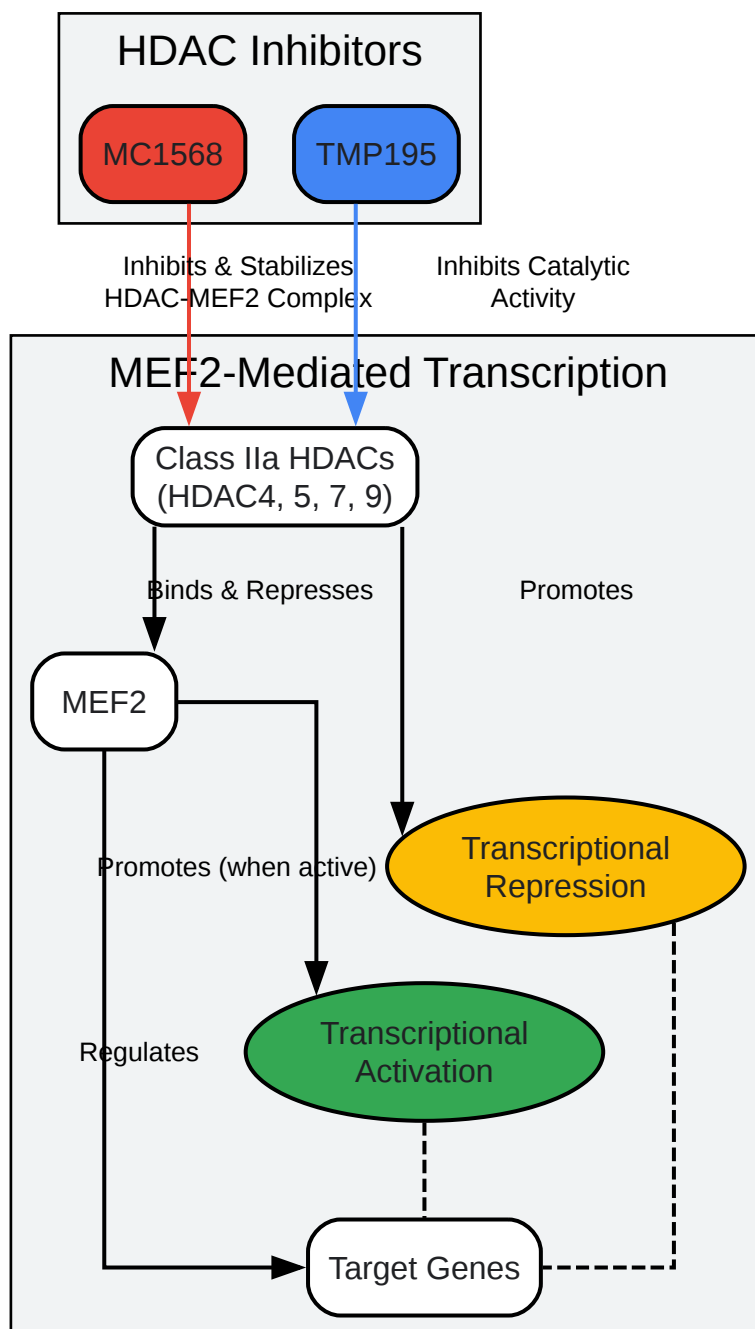 HDAC Inhibitors
MC1568
TMP195
Inhibits & Stabilizes
HDAC-MEF2 Complex
Inhibits Catalytic
Activity
MEF2-Mediated Transcription
Class IIa HDACs
(HDAC4, 5, 7, 9)
Binds & Represses
Promotes
MEF2
Promotes (when active)
Transcriptional
Repression
Regulates
Transcriptional
Activation
Target Genes